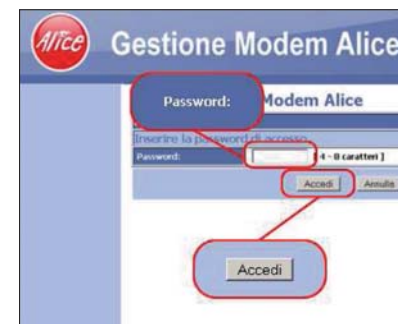 Alice
Gestione Modem Alice
Password:
Modem Alice
Inserire la password di accesso
Password:
[ 4 - 8 caratteri ]
Accedi
Annulla
Accedi